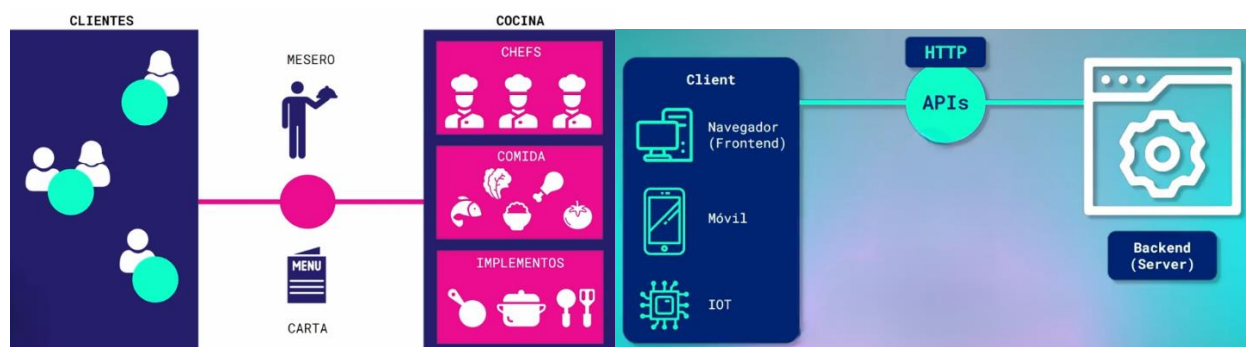 CLIENTES
COCINA
MESERO
MENU
CARTA
CHEFS
COMIDA
IMPLEMENTOS
Client
Navegador
(Frontend)
Móvil
IOT
HTTP
APIs
Backend
(Server)